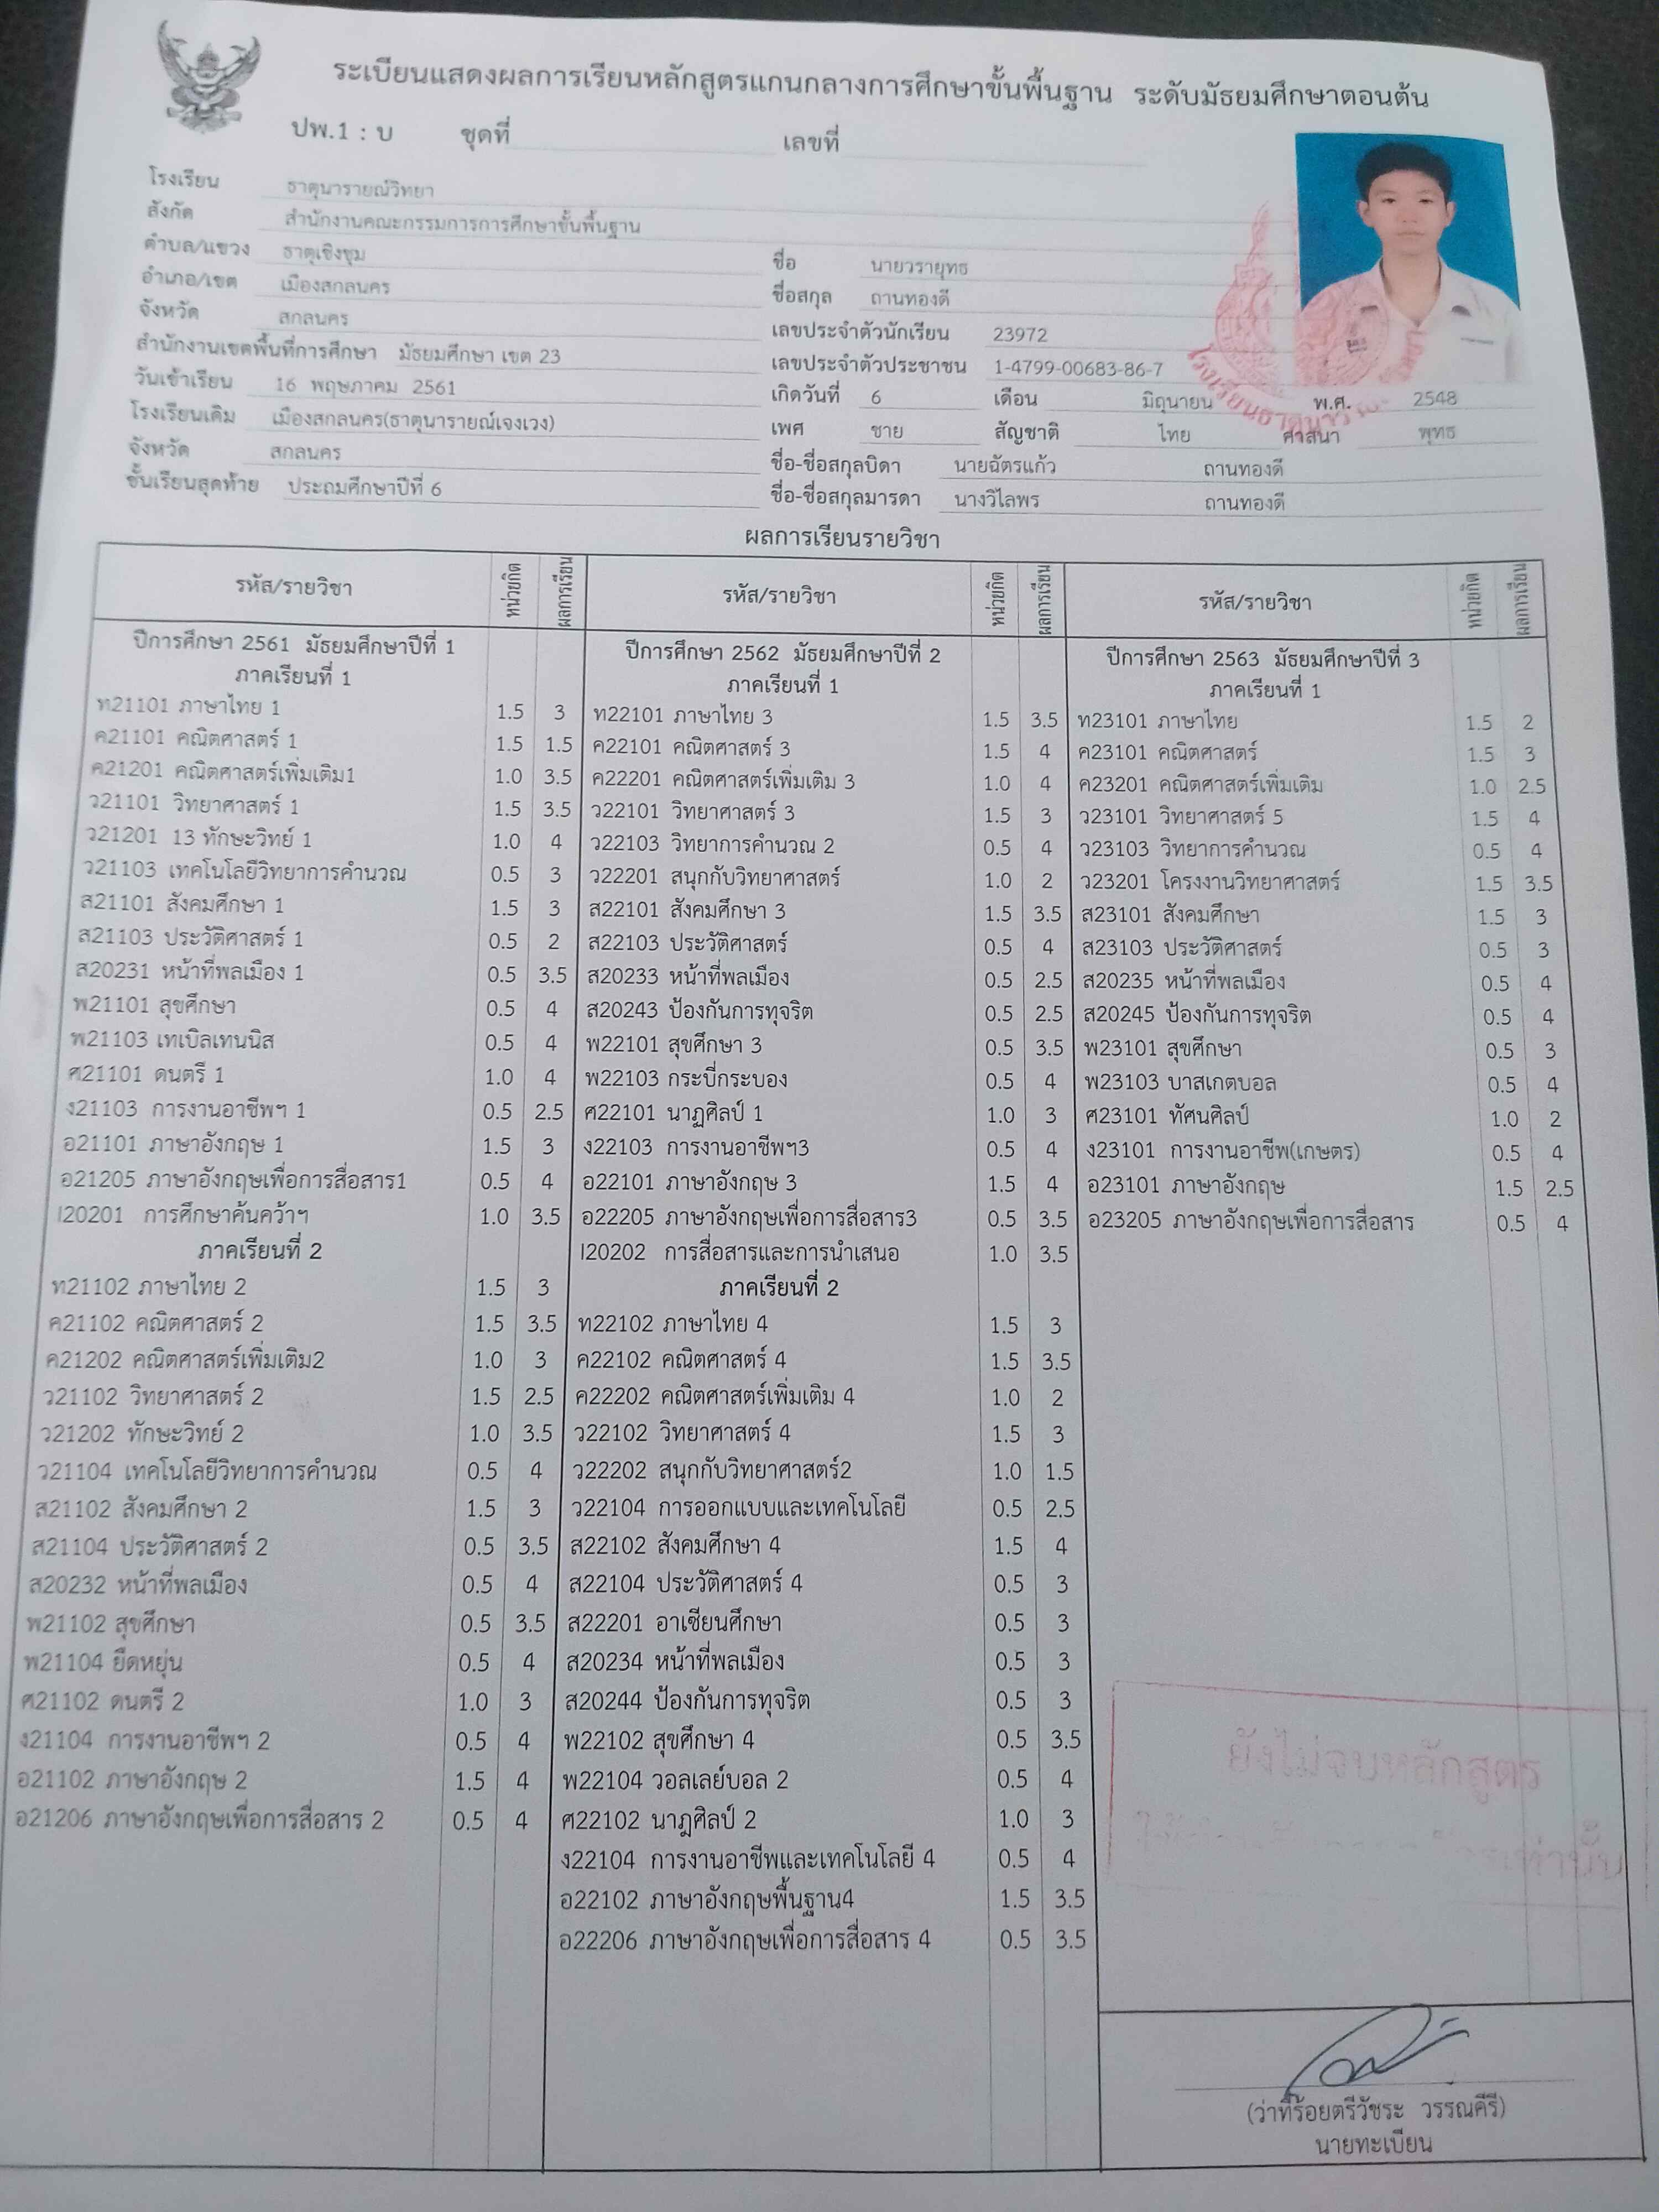 ระเบียนแสดงผลการเรียนหลักสูตรแกนกลางการศึกษาขั้นพื้นฐาน ระดับมัธยมศึกษาตอนต้น
ปพ.1 : บ ชุดที่ เลขที่
โรงเรียน ธาตุนารายณ์วิทยา
สังกัด สำนักงานคณะกรรมการการศึกษาขั้นพื้นฐาน
ตำบล/แขวง ธาตุเชิงชุม
อำเภอ/เขต เมืองสกลนคร
จังหวัด สกลนคร
สำนักงานเขตพื้นที่การศึกษา มัธยมศึกษา เขต 23
วันเข้าเรียน 16 พฤษภาคม 2561
โรงเรียนเดิม เมืองสกลนคร(ธาตุนารายณ์เจงเวง)
จังหวัด สกลนคร
ชั้นเรียนสุดท้าย ประถมศึกษาปีที่ 6
ชื่อ นายวรายุทธ
ชื่อสกุล ถานทองดี
เลขประจำตัวนักเรียน 23972
เลขประจำตัวประชาชน 1-4799-00683-86-7
เกิดวันที่ 6 เดือน มิถุนายน พ.ศ. 2548
เพศ ชาย สัญชาติ ไทย ศาสนา พุทธ
ชื่อ-ชื่อสกุลบิดา นายฉัตรแก้ว ถานทองดี
ชื่อ-ชื่อสกุลมารดา นางวิไลพร ถานทองดี
ผลการเรียนรายวิชา
รหัส/รายวิชา หน่วยกิต ผลการเรียน
ปีการศึกษา 2561 มัธยมศึกษาปีที่ 1
ภาคเรียนที่ 1
ท21101 ภาษาไทย 1 1.5 3
ค21101 คณิตศาสตร์ 1 1.5 1.5
ค21201 คณิตศาสตร์เพิ่มเติม1 1.0 3.5
ว21101 วิทยาศาสตร์ 1 1.5 3.5
ว21201 13 ทักษะวิทย์ 1 1.0 4
ว21103 เทคโนโลยีวิทยาการคำนวณ 0.5 3
ส21101 สังคมศึกษา 1 1.5 3
ส21103 ประวัติศาสตร์ 1 0.5 2
ส20231 หน้าที่พลเมือง 1 0.5 3.5
พ21101 สุขศึกษา 0.5 4
พ21103 เทเบิลเทนนิส 0.5 4
ศ21101 ดนตรี 1 1.0 4
ง21103 การงานอาชีพฯ 1 0.5 2.5
อ21101 ภาษาอังกฤษ 1 1.5 3
อ21205 ภาษาอังกฤษเพื่อการสื่อสาร1 0.5 4
I20201 การศึกษาค้นคว้าฯ 1.0 3.5
ภาคเรียนที่ 2
ท21102 ภาษาไทย 2 1.5 3
ค21102 คณิตศาสตร์ 2 1.5 3.5
ค21202 คณิตศาสตร์เพิ่มเติม2 1.0 3
ว21102 วิทยาศาสตร์ 2 1.5 2.5
ว21202 ทักษะวิทย์ 2 1.0 3.5
ว21104 เทคโนโลยีวิทยาการคำนวณ 0.5 4
ส21102 สังคมศึกษา 2 1.5 3
ส21104 ประวัติศาสตร์ 2 0.5 3.5
ส20232 หน้าที่พลเมือง 0.5 4
พ21102 สุขศึกษา 0.5 3.5
พ21104 ยืดหยุ่น 0.5 4
ศ21102 ดนตรี 2 1.0 3
ง21104 การงานอาชีพฯ 2 0.5 4
อ21102 ภาษาอังกฤษ 2 1.5 4
อ21206 ภาษาอังกฤษเพื่อการสื่อสาร 2 0.5 4
รหัส/รายวิชา หน่วยกิต ผลการเรียน
ปีการศึกษา 2562 มัธยมศึกษาปีที่ 2
ภาคเรียนที่ 1
ท22101 ภาษาไทย 3 1.5 3.5
ค22101 คณิตศาสตร์ 3 1.5 4
ค22201 คณิตศาสตร์เพิ่มเติม 3 1.0 4
ว22101 วิทยาศาสตร์ 3 1.5 3
ว22103 วิทยาการคำนวณ 2 0.5 4
ว22201 สนุกกับวิทยาศาสตร์ 1.0 2
ส22101 สังคมศึกษา 3 1.5 3.5
ส22103 ประวัติศาสตร์ 0.5 4
ส20233 หน้าที่พลเมือง 0.5 2.5
ส20243 ป้องกันการทุจริต 0.5 2.5
พ22101 สุขศึกษา 3 0.5 3.5
พ22103 กระบี่กระบอง 0.5 4
ศ22101 นาฏศิลป์ 1 1.0 3
ง22103 การงานอาชีพฯ3 0.5 4
อ22101 ภาษาอังกฤษ 3 1.5 4
อ22205 ภาษาอังกฤษเพื่อการสื่อสาร3 0.5 3.5
I20202 การสื่อสารและการนำเสนอ 1.0 3.5
ภาคเรียนที่ 2
ท22102 ภาษาไทย 4 1.5 3
ค22102 คณิตศาสตร์ 4 1.5 3.5
ค22202 คณิตศาสตร์เพิ่มเติม 4 1.0 2
ว22102 วิทยาศาสตร์ 4 1.5 3
ว22202 สนุกกับวิทยาศาสตร์2 1.0 1.5
ว22104 การออกแบบและเทคโนโลยี 0.5 2.5
ส22102 สังคมศึกษา 4 1.5 4
ส22104 ประวัติศาสตร์ 4 0.5 3
ส22201 อาเซียนศึกษา 0.5 3
ส20234 หน้าที่พลเมือง 0.5 3
ส20244 ป้องกันการทุจริต 0.5 3
พ22102 สุขศึกษา 4 0.5 3.5
พ22104 วอลเลย์บอล 2 0.5 4
ศ22102 นาฏศิลป์ 2 1.0 3
ง22104 การงานอาชีพและเทคโนโลยี 4 0.5 4
อ22102 ภาษาอังกฤษพื้นฐาน4 1.5 3.5
อ22206 ภาษาอังกฤษเพื่อการสื่อสาร 4 0.5 3.5
รหัส/รายวิชา หน่วยกิต ผลการเรียน
ปีการศึกษา 2563 มัธยมศึกษาปีที่ 3
ภาคเรียนที่ 1
ท23101 ภาษาไทย 1.5 2
ค23101 คณิตศาสตร์ 1.5 3
ค23201 คณิตศาสตร์เพิ่มเติม 1.0 2.5
ว23101 วิทยาศาสตร์ 5 1.5 4
ว23103 วิทยาการคำนวณ 0.5 4
ว23201 โครงงานวิทยาศาสตร์ 1.5 3.5
ส23101 สังคมศึกษา 1.5 3
ส23103 ประวัติศาสตร์ 0.5 3
ส20235 หน้าที่พลเมือง 0.5 4
ส20245 ป้องกันการทุจริต 0.5 4
พ23101 สุขศึกษา 0.5 3
พ23103 บาสเกตบอล 0.5 4
ศ23101 ทัศนศิลป์ 1.0 2
ง23101 การงานอาชีพ(เกษตร) 0.5 4
อ23101 ภาษาอังกฤษ 1.5 2.5
อ23205 ภาษาอังกฤษเพื่อการสื่อสาร 0.5 4
ยังไม่จบหลักสูตร
เท่านั้น
(ว่าที่ร้อยตรีวัชระ วรรณคีรี)
นายทะเบียน